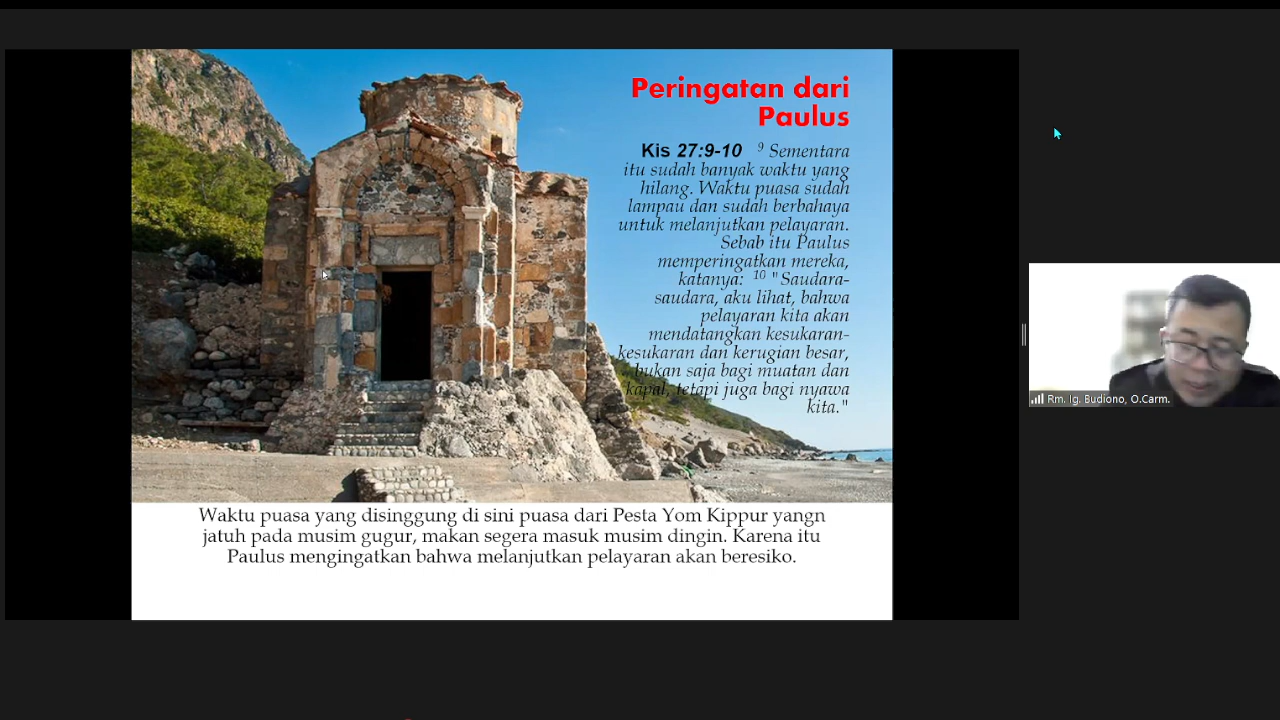 Peringatan dari
Paulus
Kis 27:9-10 9 Sementara
itu sudah banyak waktu yang
hilang. Waktu puasa sudah
lampau dan sudah berbahaya
untuk melanjutkan pelayaran.
Sebab itu Paulus
memperingatkan mereka,
katanya: 10 "Saudara-
saudara, aku lihat, bahwa
pelayaran kita akan
mendatangkan kesukaran-
kesukaran dan kerugian besar,
bukan saja bagi muatan dan
kapal, tetapi juga bagi nyawa
kita."
Waktu puasa yang disinggung di sini puasa dari Pesta Yom Kippur yangn
jatuh pada musim gugur, makan segera masuk musim dingin. Karena itu
Paulus mengingatkan bahwa melanjutkan pelayaran akan beresiko.
Rm. Ig. Budiono, O.Carm.